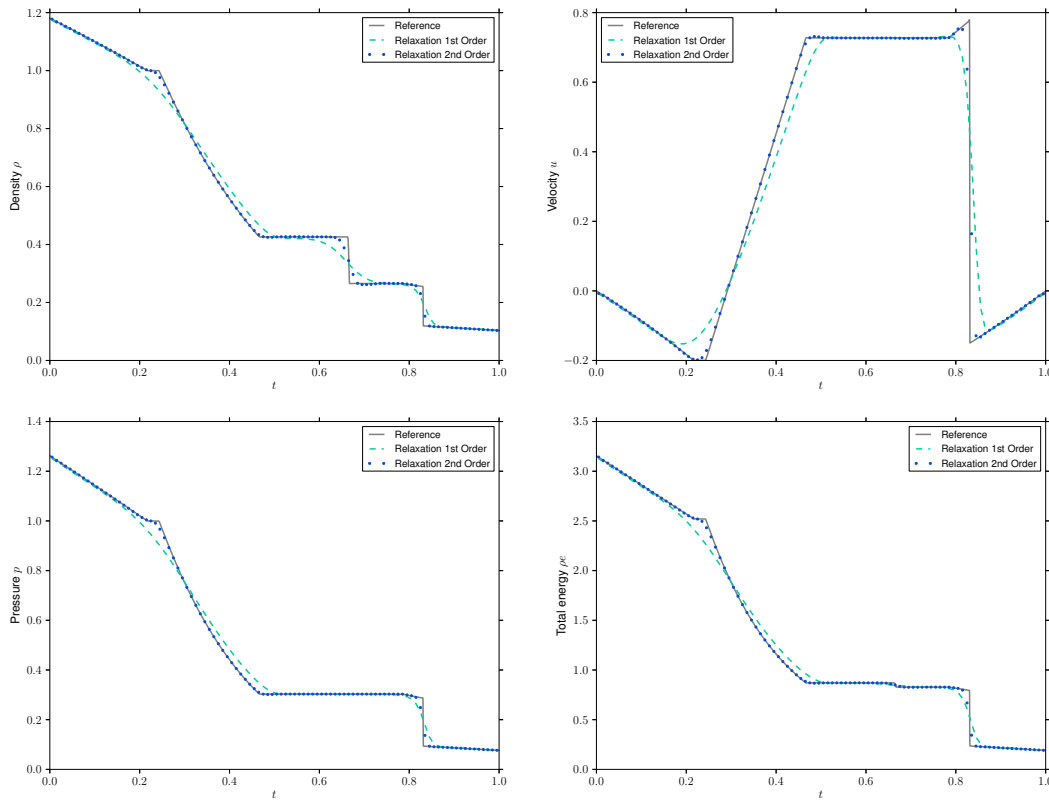 1.2
1.0
0.8
0.6
0.4
0.2
0.0
Density ρ
0.0 0.2 0.4 0.6 0.8 1.0
t
Reference
Relaxation 1st Order
Relaxation 2nd Order
0.8
0.6
0.4
0.2
0.0
−0.2
Velocity u
0.0 0.2 0.4 0.6 0.8 1.0
t
Reference
Relaxation 1st Order
Relaxation 2nd Order
1.4
1.2
1.0
0.8
0.6
0.4
0.2
0.0
Pressure p
0.0 0.2 0.4 0.6 0.8 1.0
t
Reference
Relaxation 1st Order
Relaxation 2nd Order
3.5
3.0
2.5
2.0
1.5
1.0
0.5
0.0
Total energy ρe
0.0 0.2 0.4 0.6 0.8 1.0
t
Reference
Relaxation 1st Order
Relaxation 2nd Order